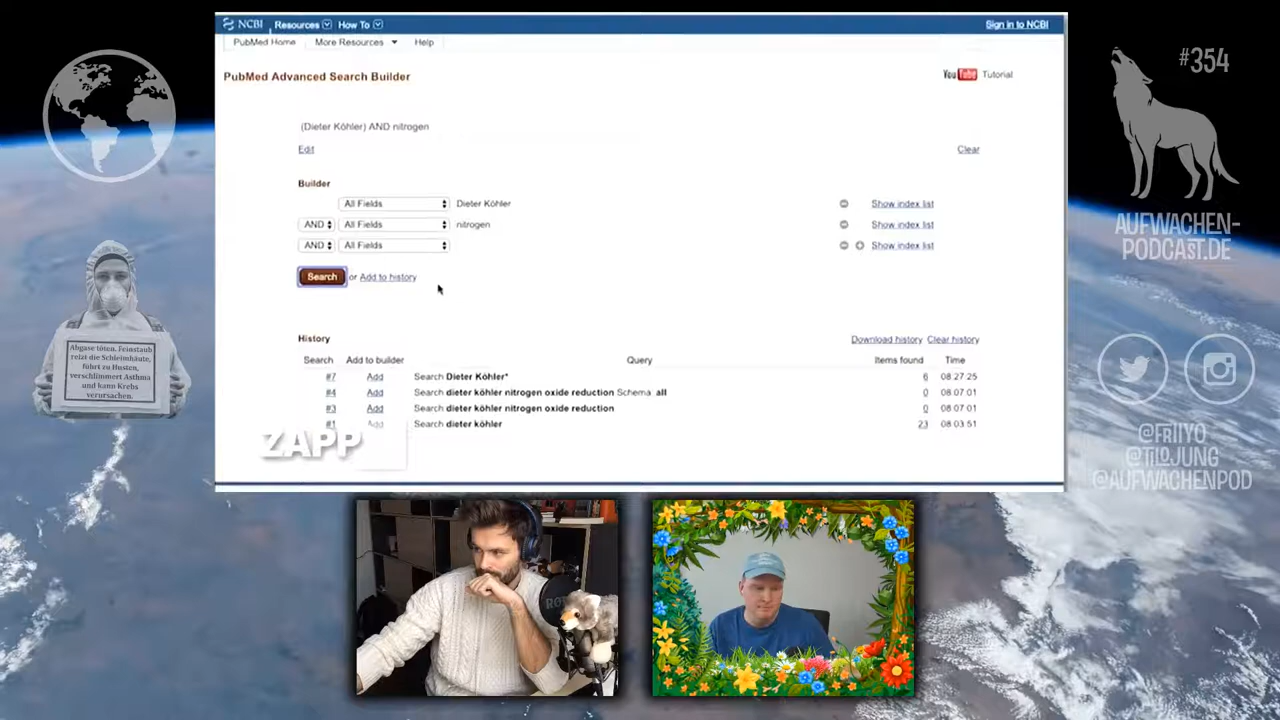 NCBI Resources How To Sign in to NCBI
PubMed Home More Resources Help
PubMed Advanced Search Builder
YouTube Tutorial
(Dieter Köhler) AND nitrogen
Edit Clear
Builder
All Fields Dieter Köhler Show index list
AND All Fields nitrogen Show index list
AND All Fields Show index list
Search or Add to history
History Download history Clear history
Search Add to builder Query Items found Time
#7 Add Search Dieter Köhler* 6 08:27:25
#4 Add Search dieter köhler nitrogen oxide reduction Schema: all 0 08:07:01
#3 Add Search dieter köhler nitrogen oxide reduction 0 08:07:01
#1 Add Search dieter köhler 23 08:03:51
ZAPP
#354
AUFWACHEN-
PODCAST.DE
@FRIIYO
@TILOJUNG
@AUFWACHENPOD
Abgase töten. Feinstaub
reizt die Schleimhäute,
führt zu Husten,
verschlimmert Asthma
und kann Krebs
verursachen.